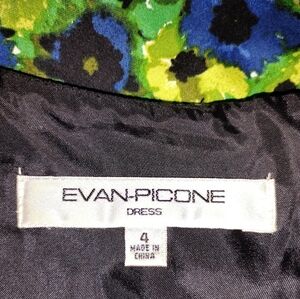 EVAN-PICONE
DRESS
4
MADE IN
CHINA